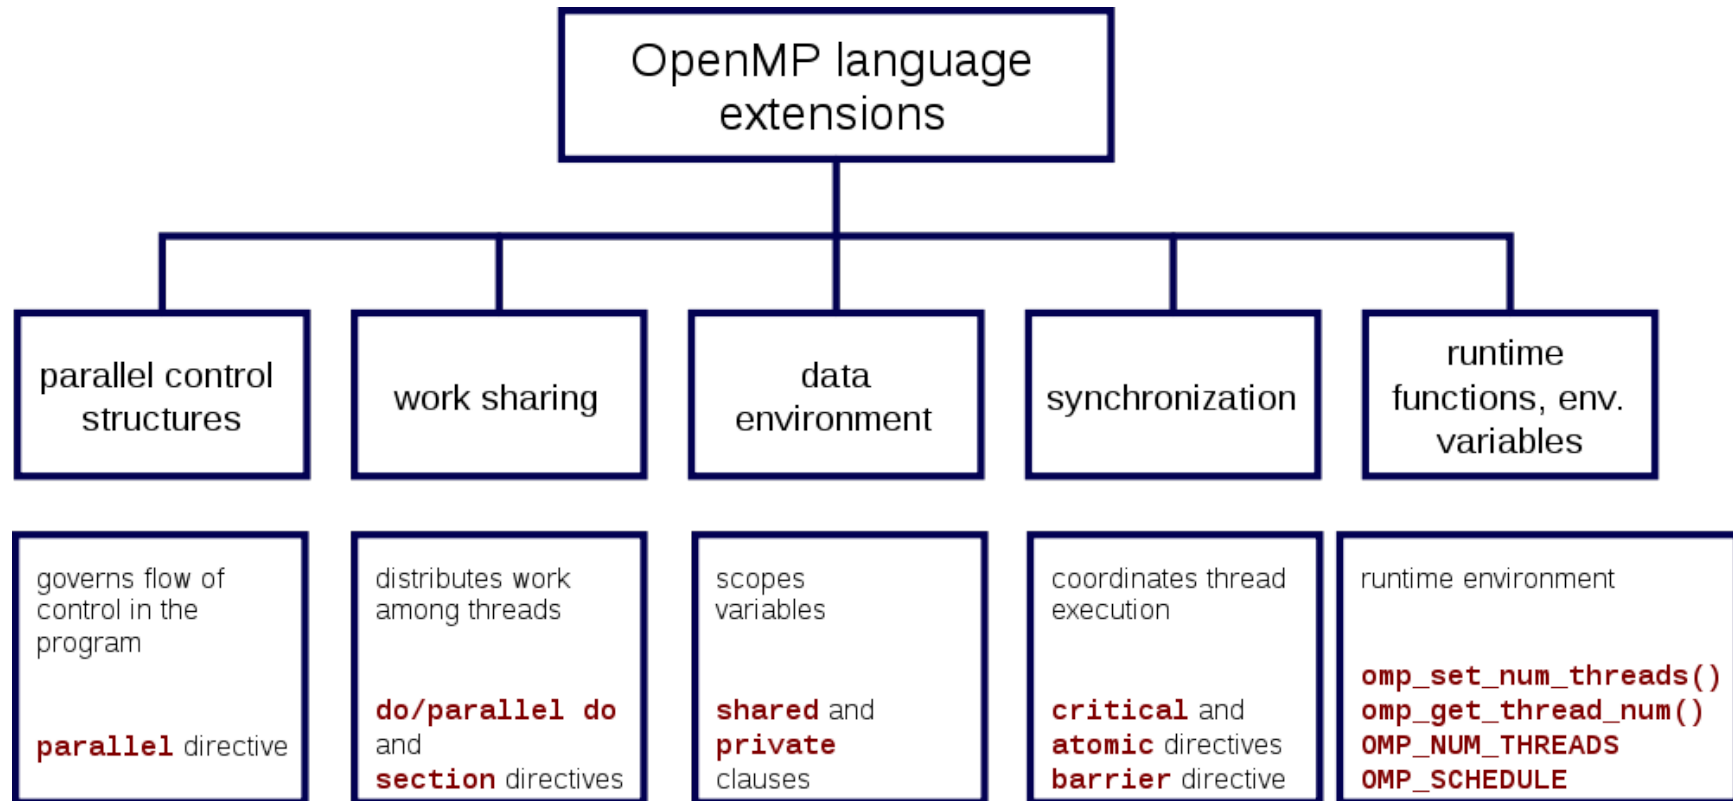 OpenMP language
extensions
parallel control
structures
work sharing
data
environment
synchronization
runtime
functions, env.
variables
governs flow of
control in the
program
parallel directive
distributes work
among threads
do/parallel do
and
section directives
scopes
variables
shared and
private
clauses
coordinates thread
execution
critical and
atomic directives
barrier directive
runtime environment
omp_set_num_threads()
omp_get_thread_num()
OMP_NUM_THREADS
OMP_SCHEDULE